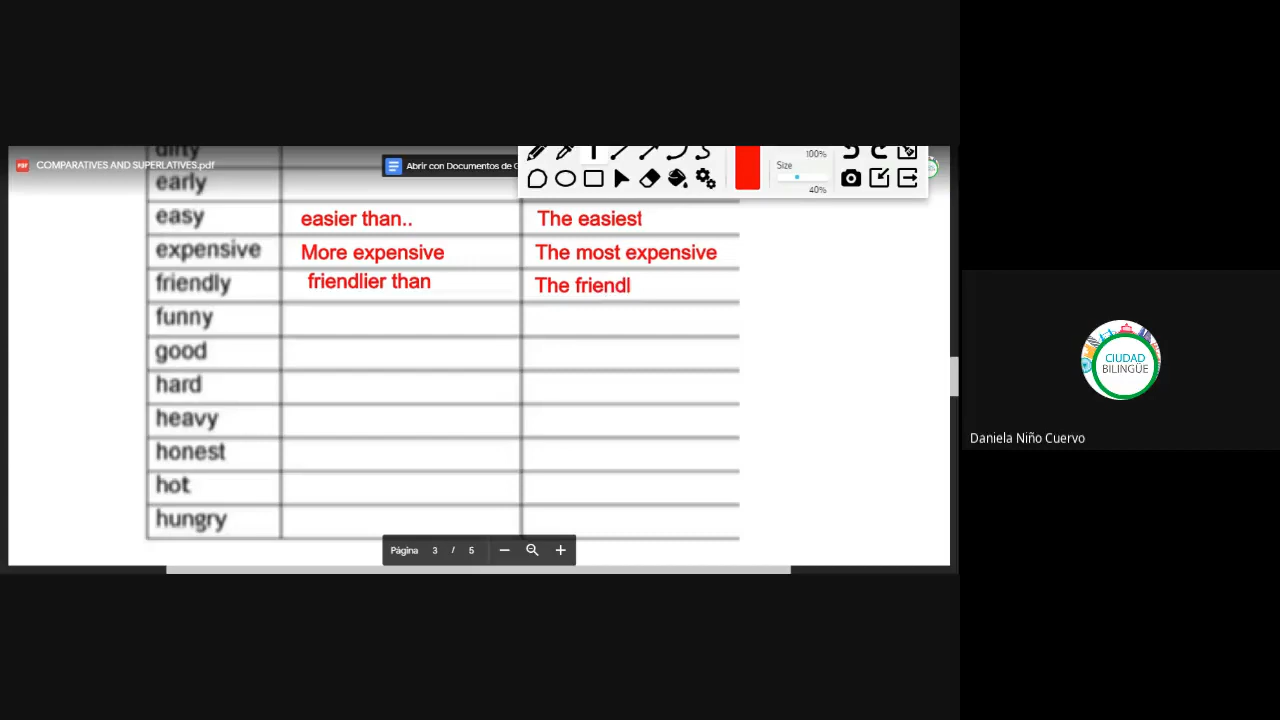 dirty
COMPARATIVES AND SUPERLATIVES.pdf
Abrir con Documentos de
Size
100%
40%
early
easy easier than.. The easiest
expensive More expensive The most expensive
friendly friendlier than The friendl
funny
good
hard
heavy
honest
hot
hungry
Página 3 / 5
CIUDAD
BILINGÜE
Daniela Niño Cuervo